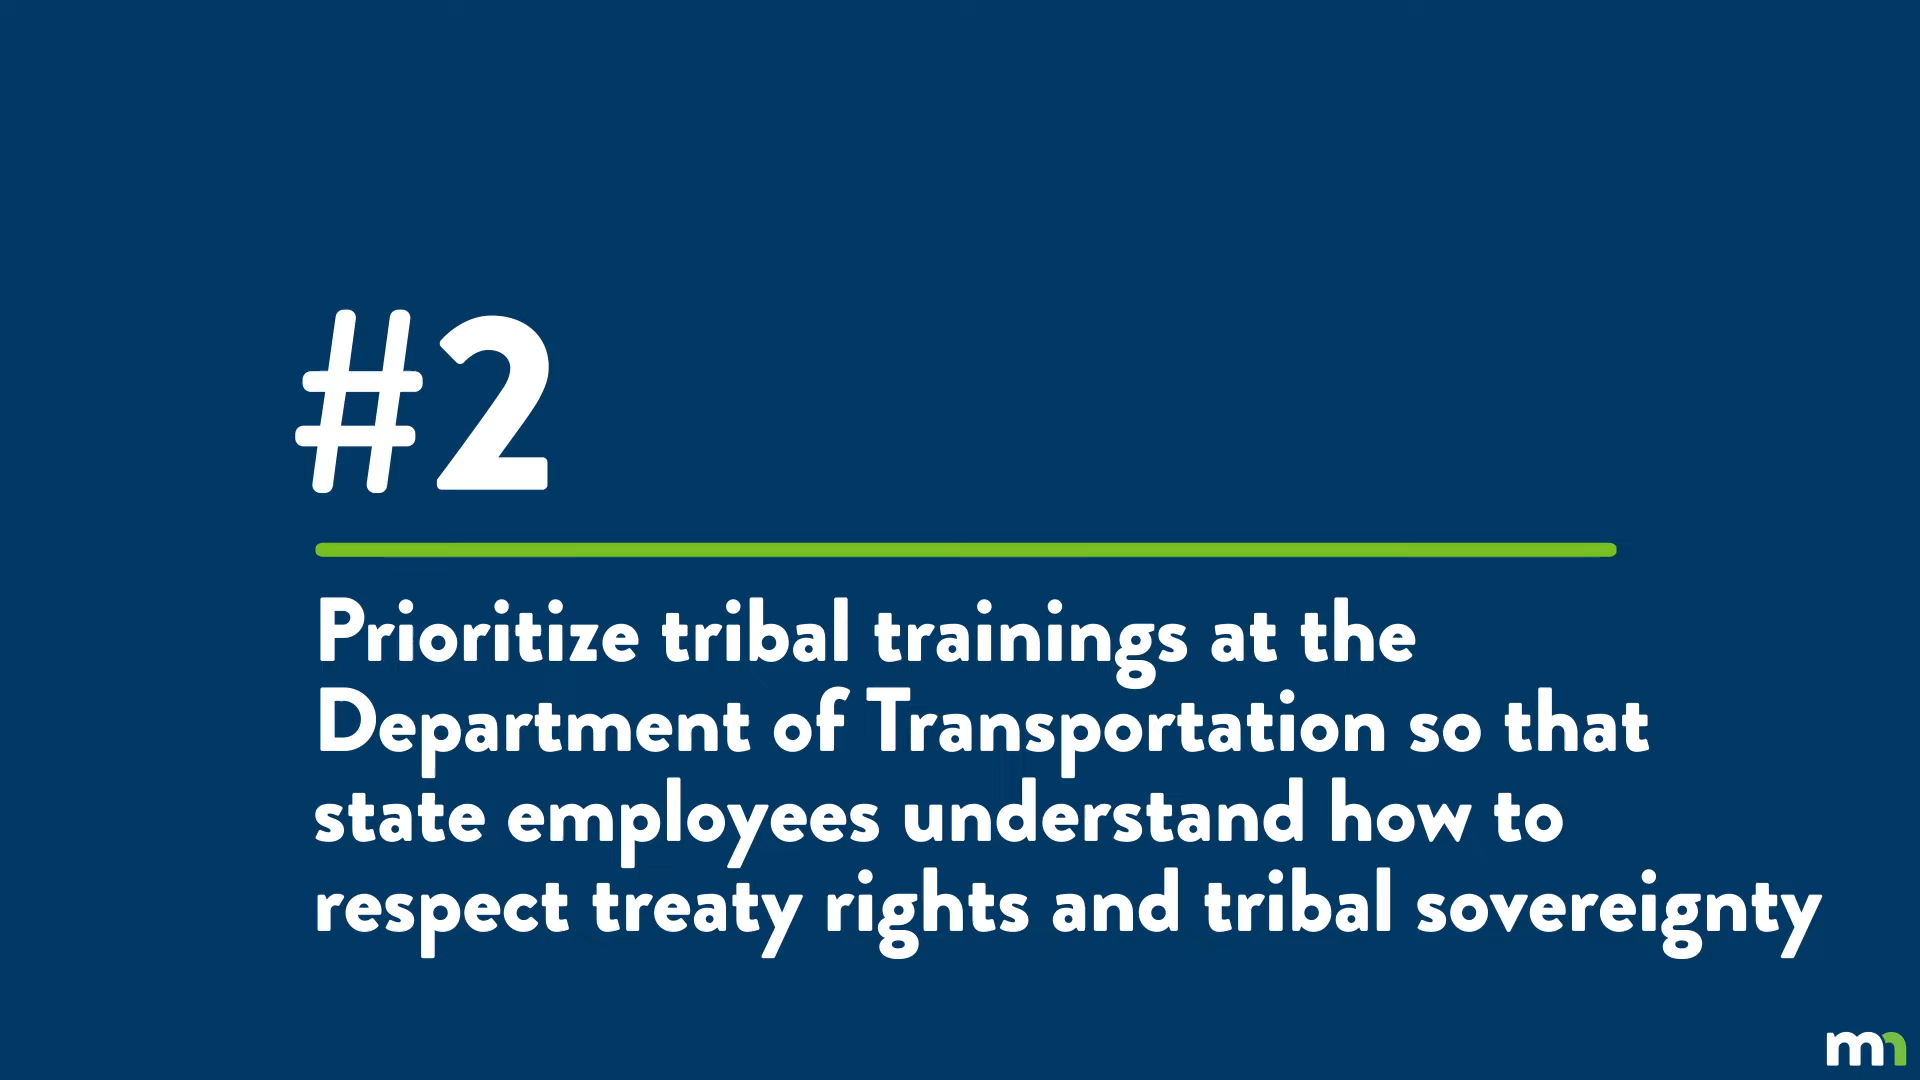 #2
Prioritize tribal trainings at the
Department of Transportation so that
state employees understand how to
respect treaty rights and tribal sovereignty
mn